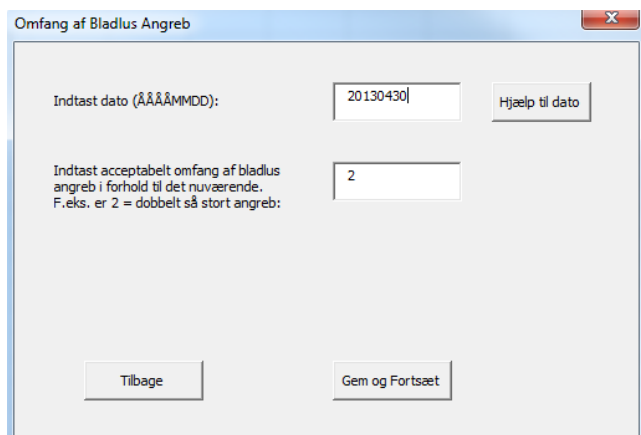 Omfang af Bladlus Angreb
Indtast dato (ÅÅÅÅMMDD):
20130430
Hjælp til dato
Indtast acceptabelt omfang af bladlus
angreb i forhold til det nuværende.
F.eks. er 2 = dobbelt så stort angreb:
2
Tilbage
Gem og Fortsæt